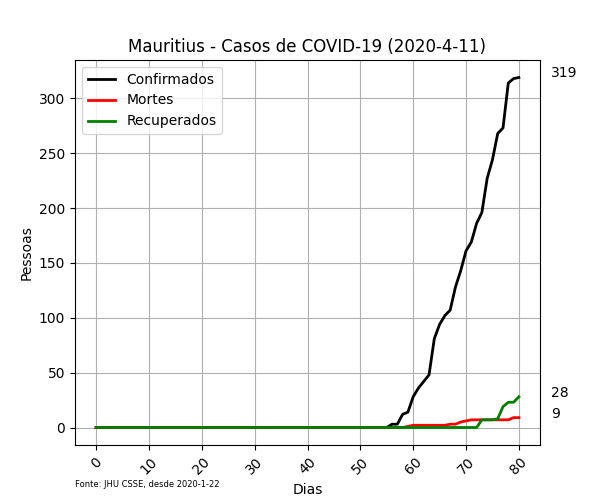 Mauritius - Casos de COVID-19 (2020-4-11)
Confirmados
Mortes
Recuperados
319
28
9
300
250
200
150
100
50
0
Pessoas
0
10
20
30
40
50
60
70
80
Dias
Fonte: JHU CSSE, desde 2020-1-22